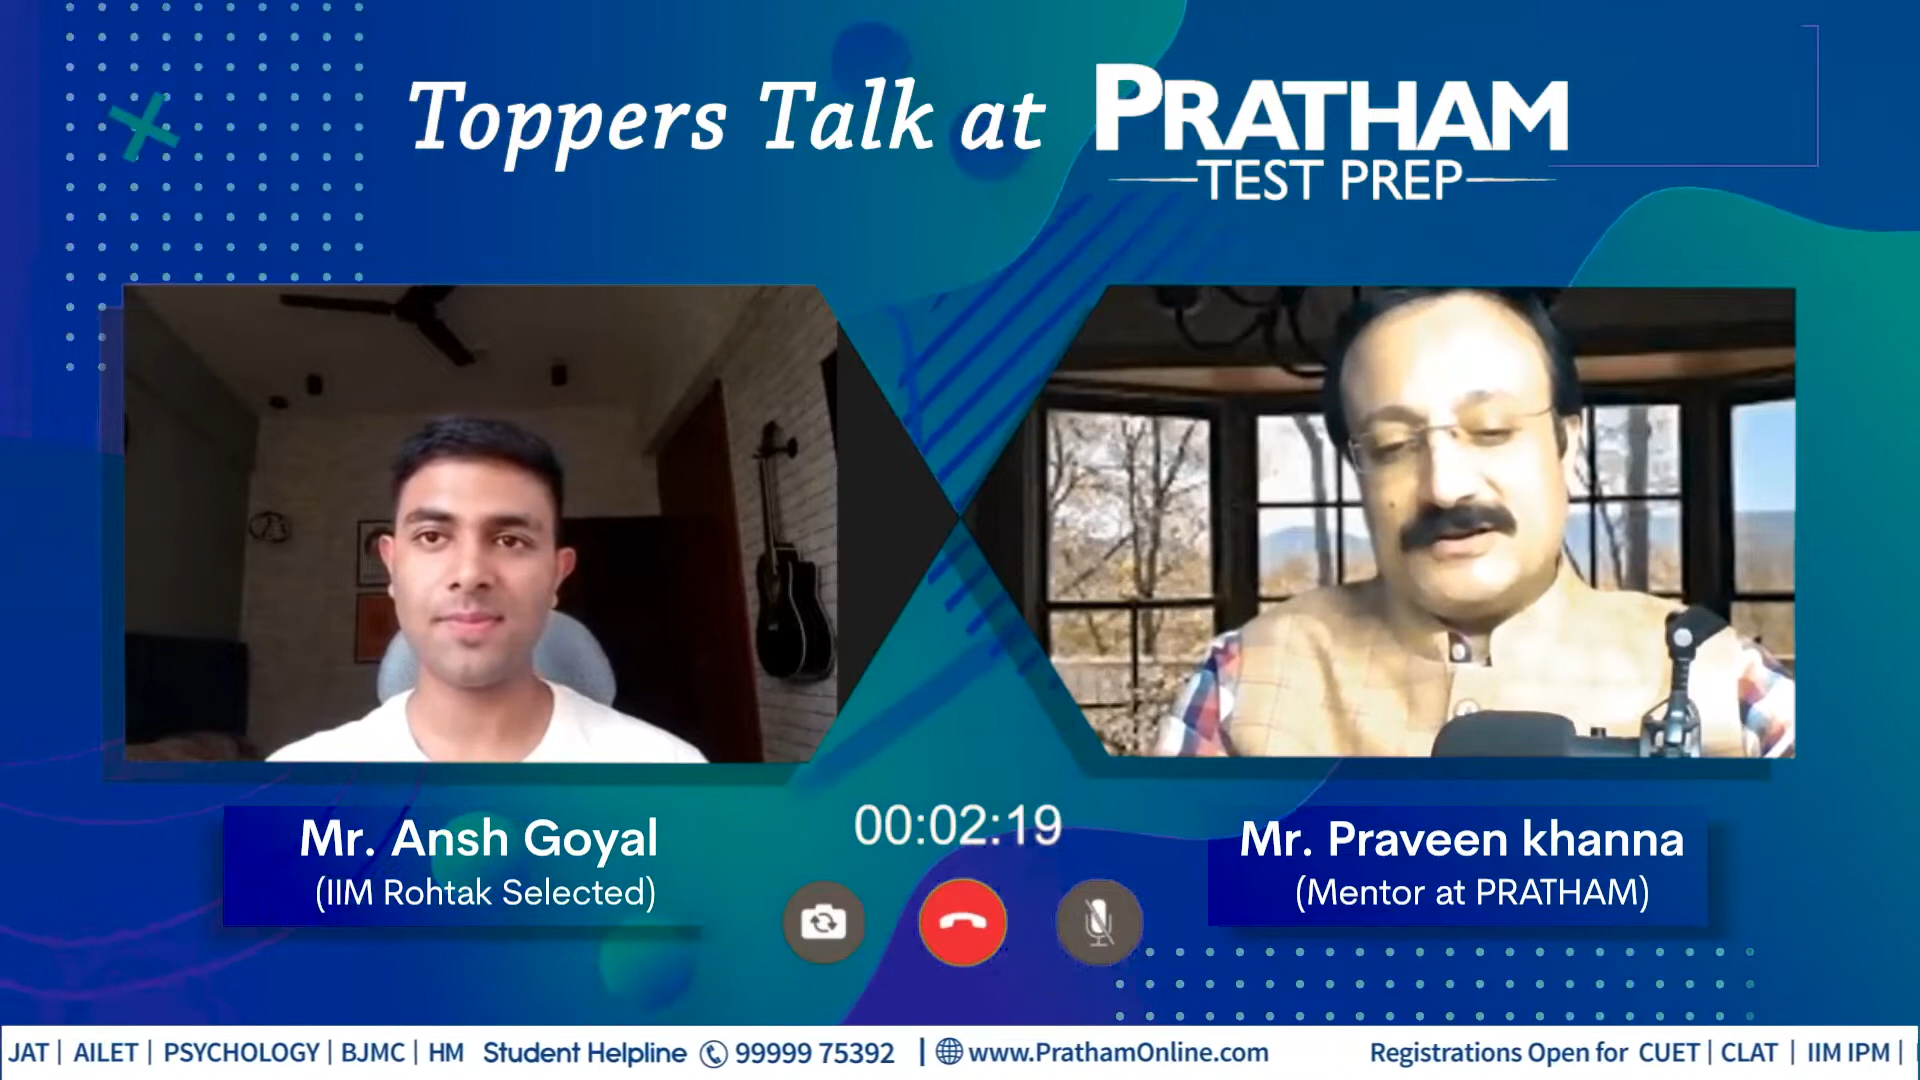 Toppers Talk at PRATHAM
TEST PREP
Mr. Ansh Goyal
(IIM Rohtak Selected)
00:02:19
Mr. Praveen khanna
(Mentor at PRATHAM)
JAT | AILET | PSYCHOLOGY | BJMC | HM Student Helpline 99999 75392 | www.PrathamOnline.com Registrations Open for CUET | CLAT | IIM IPM |